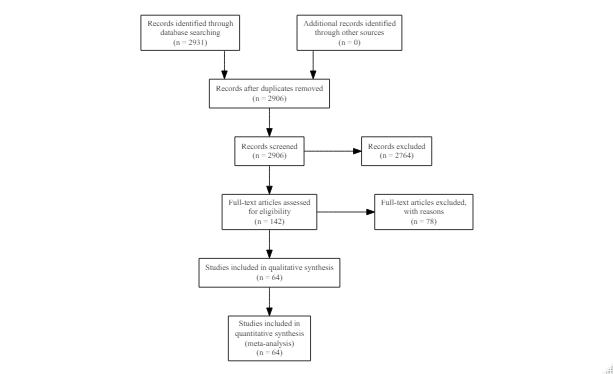 Records identified through
database searching
(n = 2931)
Additional records identified
through other sources
(n = 0)
Records after duplicates removed
(n = 2906)
Records screened
(n = 2906)
Records excluded
(n = 2764)
Full-text articles assessed
for eligibility
(n = 142)
Full-text articles excluded,
with reasons
(n = 78)
Studies included in qualitative synthesis
(n = 64)
Studies included in
quantitative synthesis
(meta-analysis)
(n = 64)